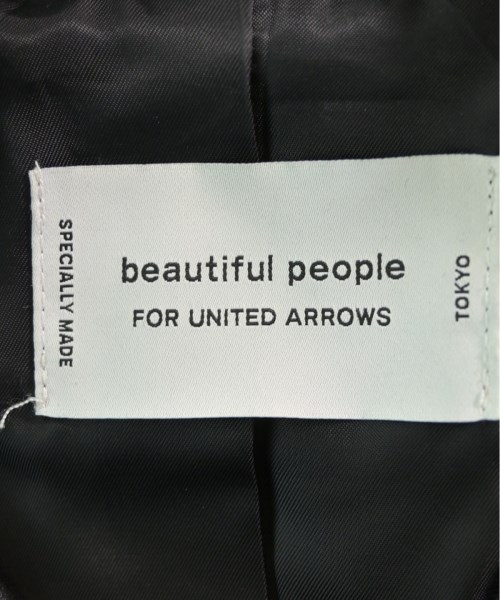 SPECIALLY MADE
beautiful people
FOR UNITED ARROWS
TOKYO